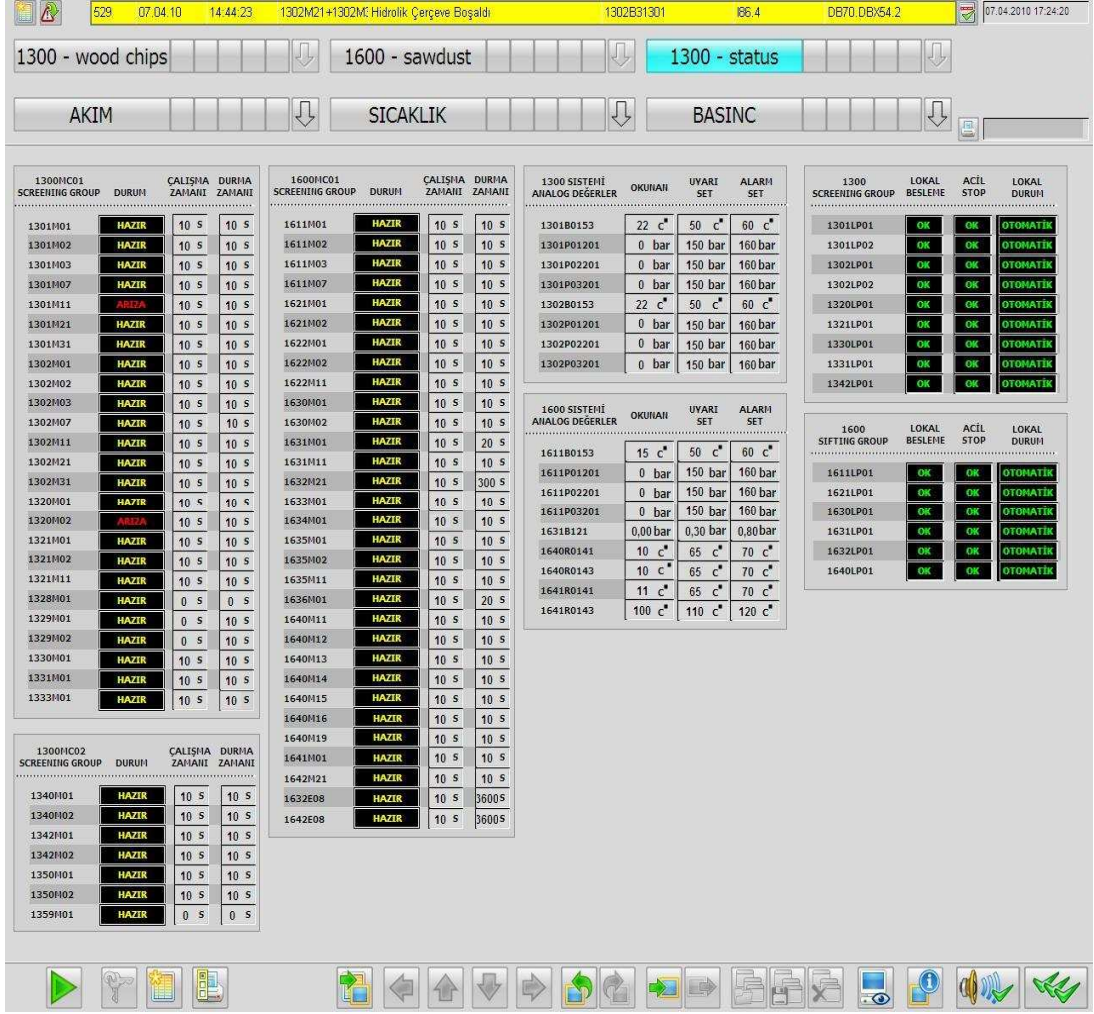 529 07.04.10 14:44:23 1302M21+1302M: Hidrolik Çerçeve Boşaldı 1302B31301 I86.4 DB70.DBX54.2 07.04.2010 17:24:20
1300 - wood chips 1600 - sawdust 1300 - status
AKIM SICAKLIK BASINC
1300MC01 SCREENING GROUP DURUM ÇALIŞMA ZAMANI DURMA ZAMANI
1301M01 HAZIR 10 S 10 S
1301M02 HAZIR 10 S 10 S
1301M03 HAZIR 10 S 10 S
1301M07 HAZIR 10 S 10 S
1301M11 ARIZA 10 S 10 S
1301M21 HAZIR 10 S 10 S
1301M31 HAZIR 10 S 10 S
1302M01 HAZIR 10 S 10 S
1302M02 HAZIR 10 S 10 S
1302M03 HAZIR 10 S 10 S
1302M07 HAZIR 10 S 10 S
1302M11 HAZIR 10 S 10 S
1302M21 HAZIR 10 S 10 S
1302M31 HAZIR 10 S 10 S
1320M01 HAZIR 10 S 10 S
1320M02 ARIZA 10 S 10 S
1321M01 HAZIR 10 S 10 S
1321M02 HAZIR 10 S 10 S
1321M11 HAZIR 10 S 10 S
1328M01 HAZIR 0 S 0 S
1329M01 HAZIR 0 S 10 S
1329M02 HAZIR 0 S 10 S
1330M01 HAZIR 10 S 10 S
1331M01 HAZIR 10 S 10 S
1333M01 HAZIR 10 S 10 S
1300MC02 SCREENING GROUP DURUM ÇALIŞMA ZAMANI DURMA ZAMANI
1340M01 HAZIR 10 S 10 S
1340M02 HAZIR 10 S 10 S
1342M01 HAZIR 10 S 10 S
1342M02 HAZIR 10 S 10 S
1350M01 HAZIR 10 S 10 S
1350M02 HAZIR 10 S 10 S
1359M01 HAZIR 0 S 0 S
1600MC01 SCREENING GROUP DURUM ÇALIŞMA ZAMANI DURMA ZAMANI
1611M01 HAZIR 10 S 10 S
1611M02 HAZIR 10 S 10 S
1611M03 HAZIR 10 S 10 S
1611M07 HAZIR 10 S 10 S
1621M01 HAZIR 10 S 10 S
1621M02 HAZIR 10 S 10 S
1622M01 HAZIR 10 S 10 S
1622M02 HAZIR 10 S 10 S
1622M11 HAZIR 10 S 10 S
1630M01 HAZIR 10 S 10 S
1630M02 HAZIR 10 S 10 S
1631M01 HAZIR 10 S 20 S
1631M11 HAZIR 10 S 10 S
1632M21 HAZIR 10 S 300 S
1633M01 HAZIR 10 S 10 S
1634M01 HAZIR 10 S 10 S
1635M01 HAZIR 10 S 10 S
1635M02 HAZIR 10 S 10 S
1635M11 HAZIR 10 S 10 S
1636M01 HAZIR 10 S 20 S
1640M11 HAZIR 10 S 10 S
1640M12 HAZIR 10 S 10 S
1640M13 HAZIR 10 S 10 S
1640M14 HAZIR 10 S 10 S
1640M15 HAZIR 10 S 10 S
1640M16 HAZIR 10 S 10 S
1640M19 HAZIR 10 S 10 S
1641M01 HAZIR 10 S 10 S
1642M21 HAZIR 10 S 10 S
1632E08 HAZIR 10 S 3600 S
1642E08 HAZIR 10 S 3600 S
1300 SISTEMİ ANALOG DEĞERLER OKUNAN UYARI SET ALARM SET
1301B0153 22 c° 50 c° 60 c°
1301P01201 0 bar 150 bar 160 bar
1301P02201 0 bar 150 bar 160 bar
1301P03201 0 bar 150 bar 160 bar
1302B0153 22 c° 50 c° 60 c°
1302P01201 0 bar 150 bar 160 bar
1302P02201 0 bar 150 bar 160 bar
1302P03201 0 bar 150 bar 160 bar
1600 SISTEMİ ANALOG DEĞERLER OKUNAN UYARI SET ALARM SET
1611B0153 15 c° 50 c° 60 c°
1611P01201 0 bar 150 bar 160 bar
1611P02201 0 bar 150 bar 160 bar
1611P03201 0 bar 150 bar 160 bar
1631B121 0,00 bar 0,30 bar 0,80 bar
1640R0141 10 c° 65 c° 70 c°
1640R0143 10 c° 65 c° 70 c°
1641R0141 11 c° 65 c° 70 c°
1641R0143 100 c° 110 c° 120 c°
1300 SCREENING GROUP LOKAL BESLEME ACİL STOP LOKAL DURUM
1301LP01 OK OK OTOMATİK
1301LP02 OK OK OTOMATİK
1302LP01 OK OK OTOMATİK
1302LP02 OK OK OTOMATİK
1320LP01 OK OK OTOMATİK
1321LP01 OK OK OTOMATİK
1330LP01 OK OK OTOMATİK
1331LP01 OK OK OTOMATİK
1342LP01 OK OK OTOMATİK
1600 SIFTING GROUP LOKAL BESLEME ACİL STOP LOKAL DURUM
1611LP01 OK OK OTOMATİK
1621LP01 OK OK OTOMATİK
1630LP01 OK OK OTOMATİK
1631LP01 OK OK OTOMATİK
1632LP01 OK OK OTOMATİK
1640LP01 OK OK OTOMATİK